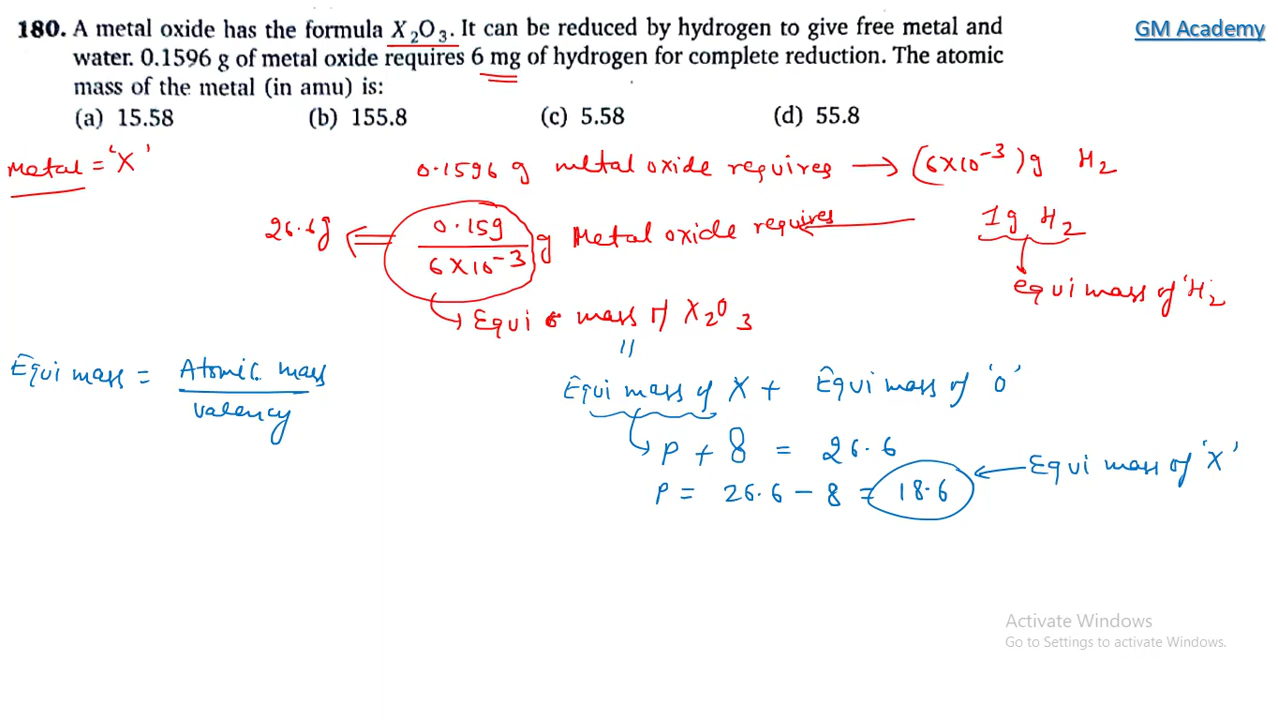 180. A metal oxide has the formula X₂O₃. It can be reduced by hydrogen to give free metal and
water. 0.1596 g of metal oxide requires 6 mg of hydrogen for complete reduction. The atomic
mass of the metal (in amu) is:
(a) 15.58 (b) 155.8 (c) 5.58 (d) 55.8
GM Academy
Metal = 'X'
0.1596 g metal oxide requires → (6×10⁻³)g H₂
26.6g ⇐ 0.159/6×10⁻³ g Metal oxide requires ← 1g H₂
equi mass of 'H₂
↳ Equi mass of X₂O₃
"
Equi mass = Atomic mass/valency
Equi mass of X + Equi mass of 'O'
↳ P + 8 = 26.6
P = 26.6 - 8 = 18.6 ← Equi mass of 'X'
Activate Windows
Go to Settings to activate Windows.